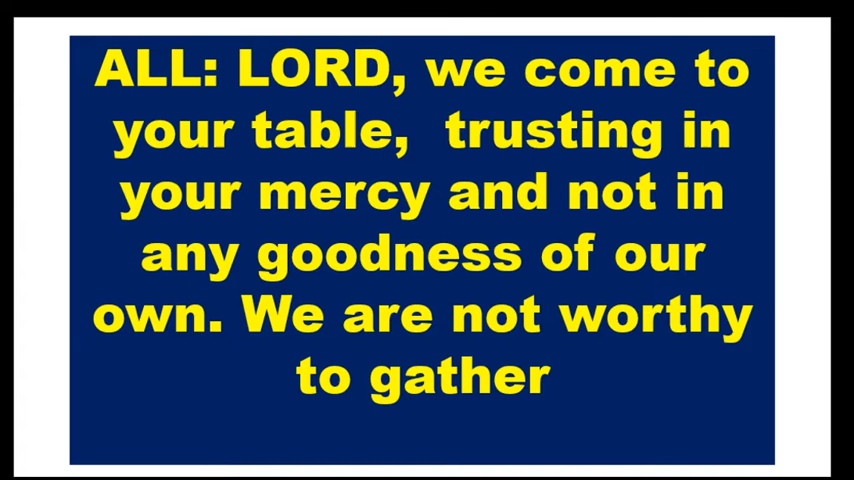 ALL: LORD, we come to
your table,  trusting in
your mercy and not in
any goodness of our
own. We are not worthy
to gather